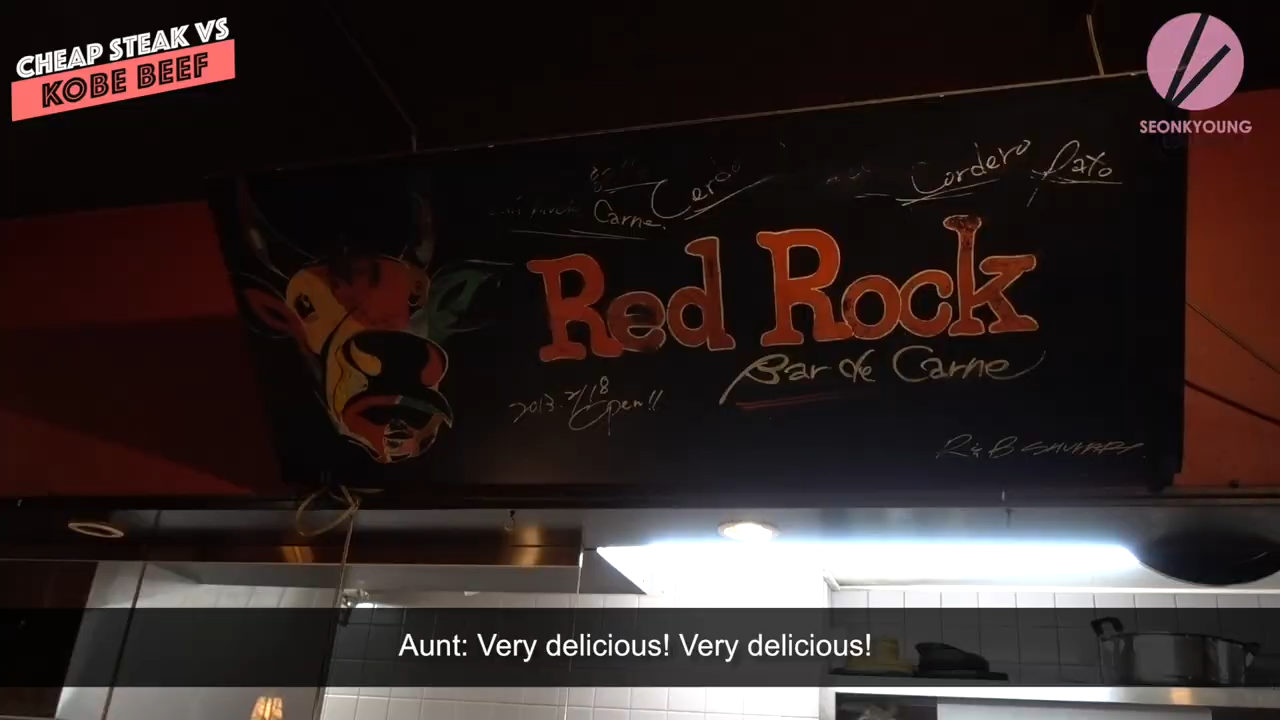 CHEAP STEAK VS
KOBE BEEF
SEONKYOUNG
Cerdo
Cordero
Pato
Carne
Red Rock
Bar de Carne
2013. 2/18
Open!!
Aunt: Very delicious! Very delicious!